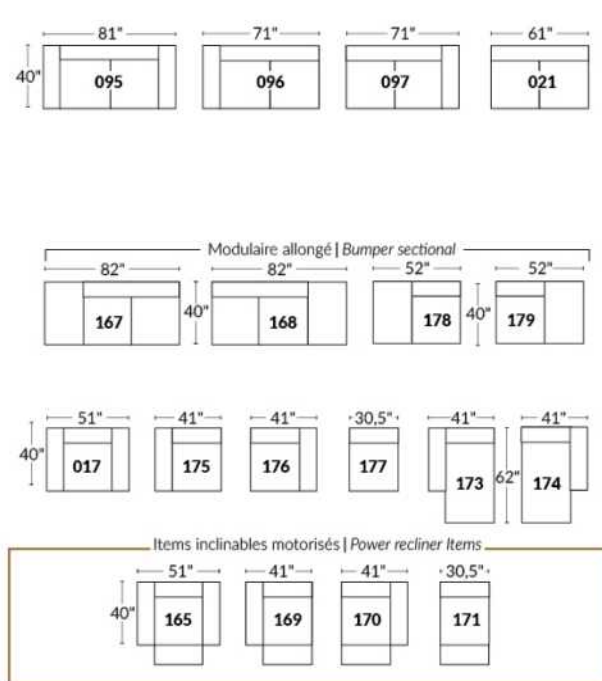 81" 71" 71" 61"
40" 095 096 097 021
Modulaire allongé | Bumper sectional
82" 82" 52" 52"
167 40" 168 178 40" 179
51" 41" 41" 30,5" 41" 41"
40" 017 175 176 177 173 62" 174
Items inclinables motorisés | Power recliner Items
51" 41" 41" 30,5"
40" 165 169 170 171